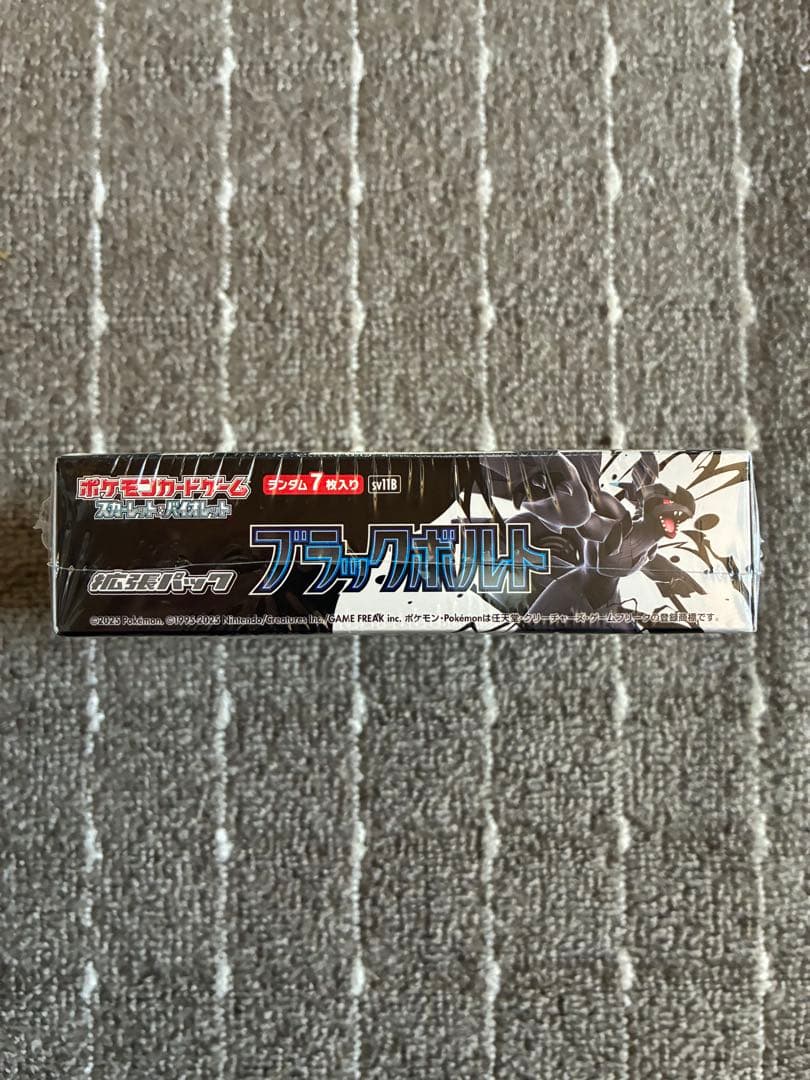 ポケモンカードゲーム
スカーレット&バイオレット
ランダム7枚入り
sv11B
拡張パック
ブラックボルト
©2025 Pokémon. ©1995-2025 Nintendo/Creatures Inc./GAME FREAK inc. ポケモン・Pokémonは任天堂・クリーチャーズ・ゲームフリークの登録商標です。